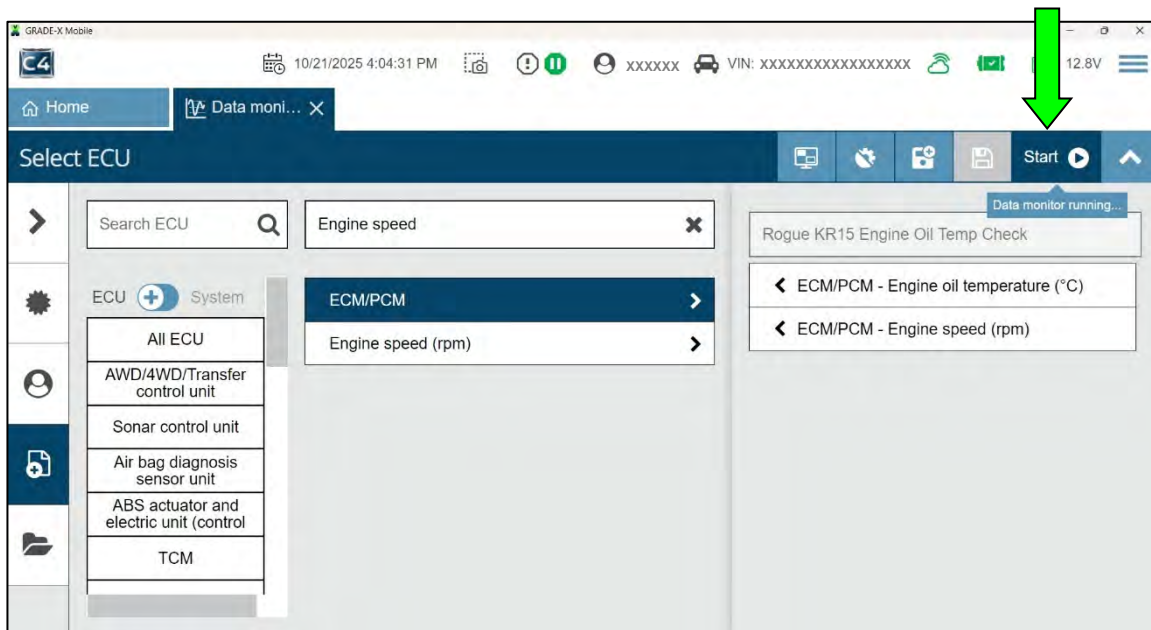 GRADE-X Mobile
C4
10/21/2025 4:04:31 PM
xxxxxx
VIN: xxxxxxxxxxxxxxxxx
12.8V
Home
Data moni...
Select ECU
Start
Data monitor running...
Search ECU
Engine speed
Rogue KR15 Engine Oil Temp Check
ECU
System
ECM/PCM
ECM/PCM - Engine oil temperature (°C)
All ECU
Engine speed (rpm)
ECM/PCM - Engine speed (rpm)
AWD/4WD/Transfer
control unit
Sonar control unit
Air bag diagnosis
sensor unit
ABS actuator and
electric unit (control
TCM